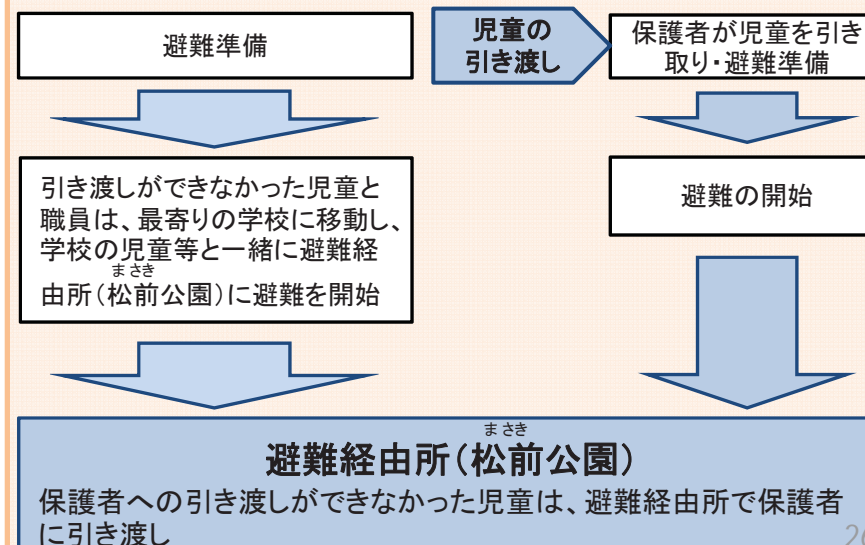 避難準備
児童の
引き渡し
保護者が児童を引き
取り・避難準備
引き渡しができなかった児童と
職員は、最寄りの学校に移動し、
学校の児童等と一緒に避難経
まさき
由所（松前公園）に避難を開始
避難の開始
まさき
避難経由所（松前公園）
保護者への引き渡しができなかった児童は、避難経由所で保護者
に引き渡し